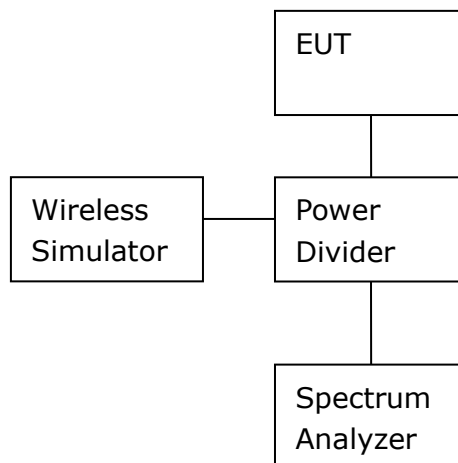 EUT
Wireless
Simulator
Power
Divider
Spectrum
Analyzer